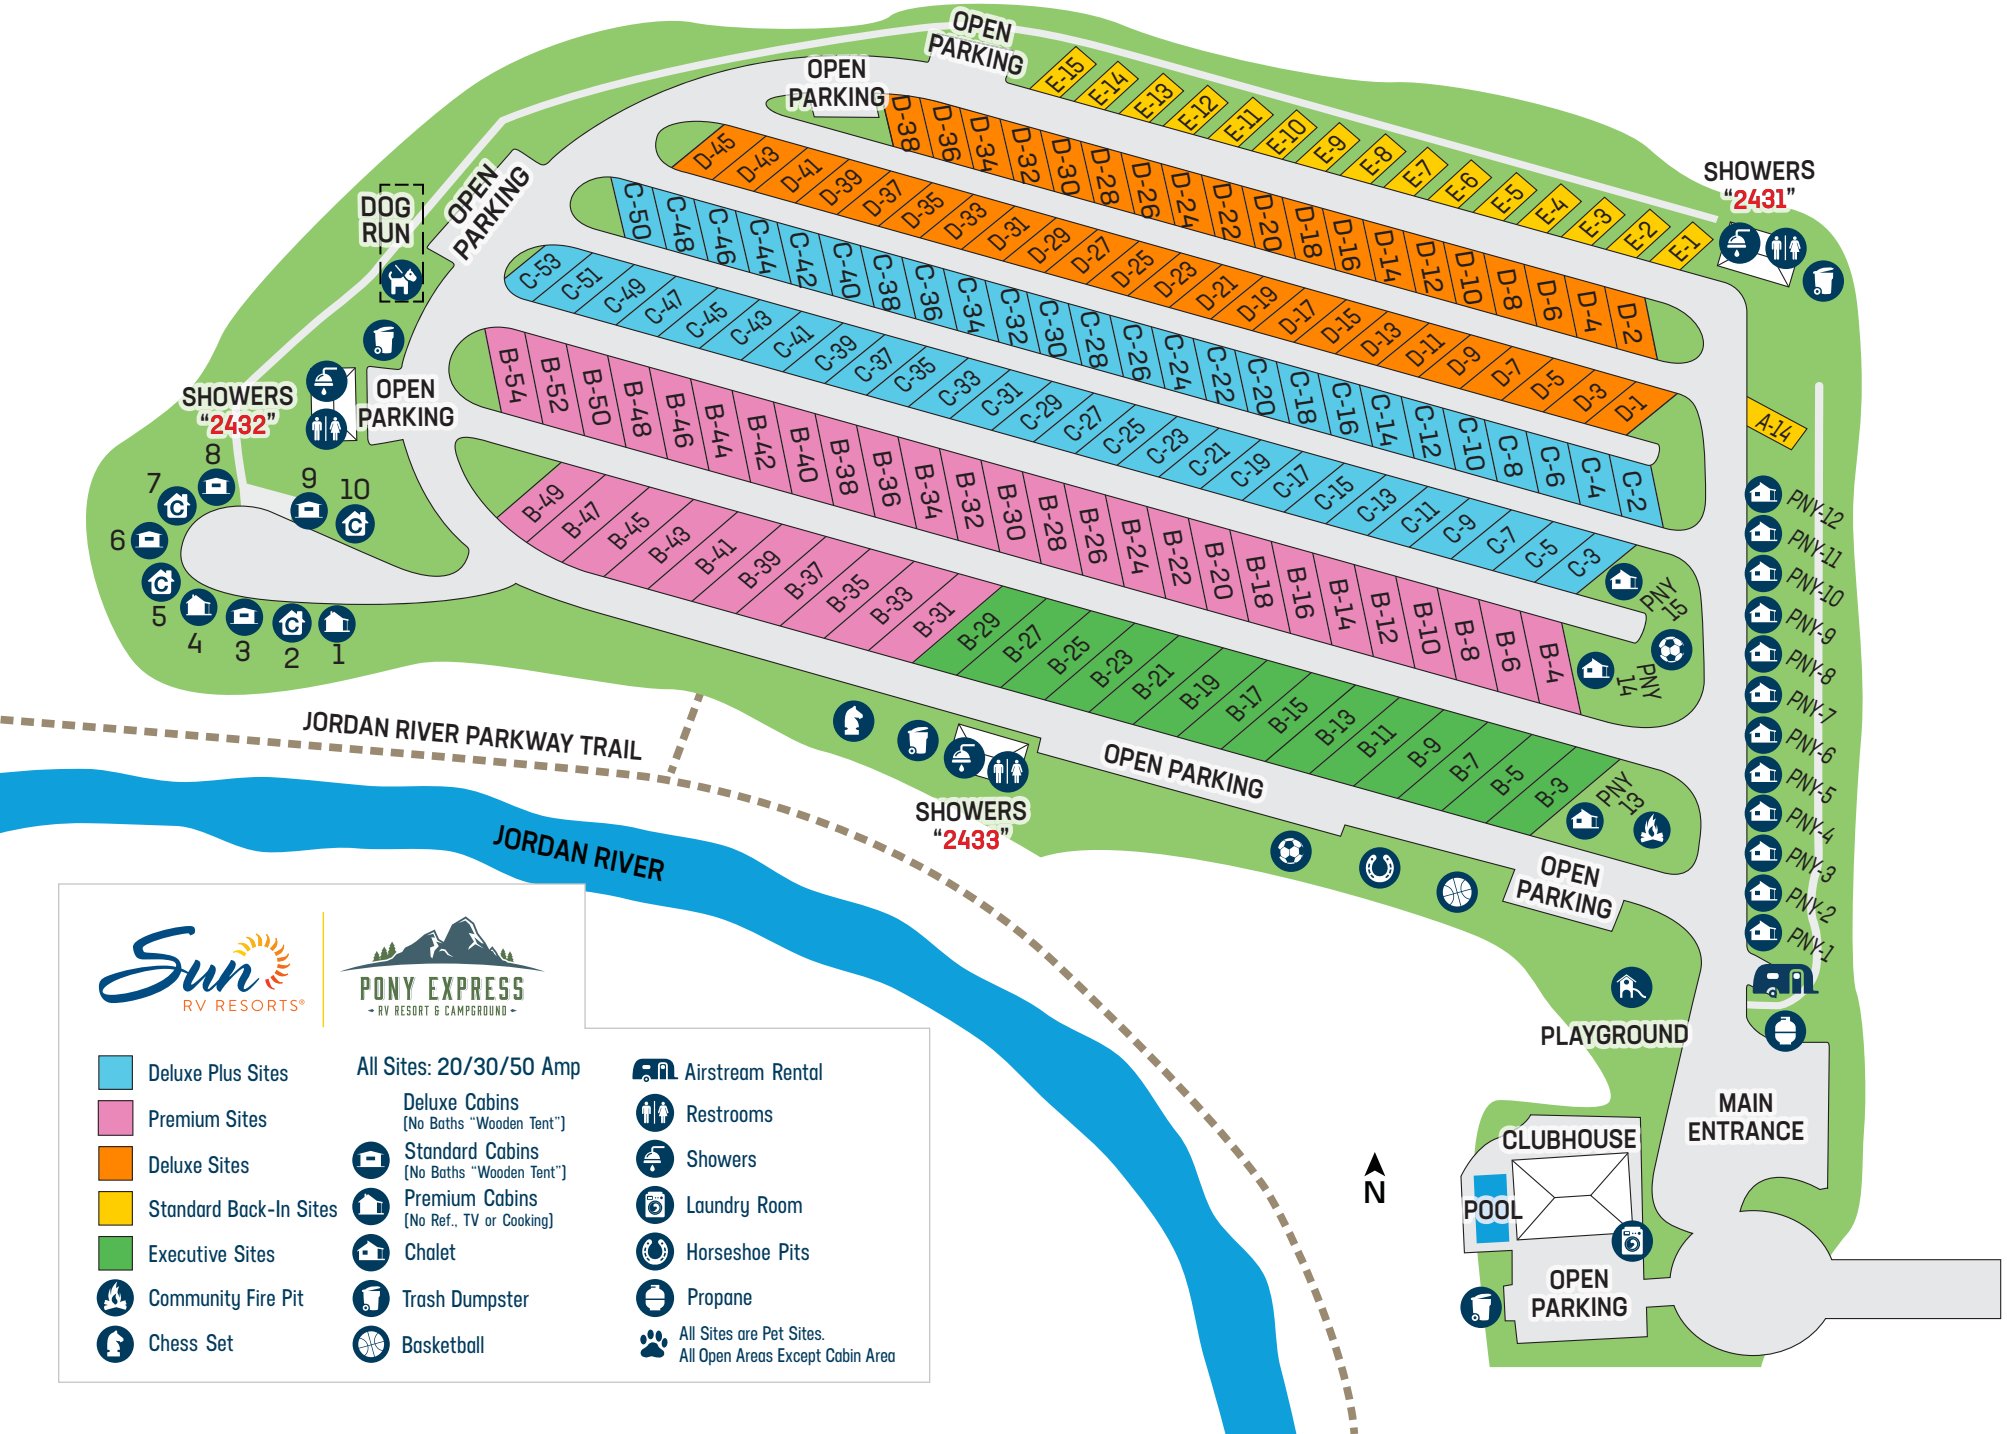 OPEN
PARKING
OPEN
PARKING
E-15
E-14
E-13
E-12
E-11
E-10
E-9
E-8
E-7
E-6
E-5
E-4
E-3
E-2
E-1
SHOWERS
“2431”
D-38
D-36
D-34
D-32
D-30
D-28
D-26
D-24
D-22
D-20
D-18
D-16
D-14
D-12
D-10
D-8
D-6
D-4
D-2
D-45
D-43
D-41
D-39
D-37
D-35
D-33
D-31
D-29
D-27
D-25
D-23
D-21
D-19
D-17
D-15
D-13
D-11
D-9
D-7
D-5
D-3
D-1
OPEN
PARKING
DOG
RUN
C-50
C-48
C-46
C-44
C-42
C-40
C-38
C-36
C-34
C-32
C-30
C-28
C-26
C-24
C-22
C-20
C-18
C-16
C-14
C-12
C-10
C-8
C-6
C-4
C-2
C-53
C-51
C-49
C-47
C-45
C-43
C-41
C-39
C-37
C-35
C-33
C-31
C-29
C-27
C-25
C-23
C-21
C-19
C-17
C-15
C-13
C-11
C-9
C-7
C-5
C-3
PNY
15
A-14
SHOWERS
“2432”
OPEN
PARKING
B-54
B-52
B-50
B-48
B-46
B-44
B-42
B-40
B-38
B-36
B-34
B-32
B-30
B-28
B-26
B-24
B-22
B-20
B-18
B-16
B-14
B-12
B-10
B-8
B-6
B-4
PNY
14
B-49
B-47
B-45
B-43
B-41
B-39
B-37
B-35
B-33
B-31
B-29
B-27
B-25
B-23
B-21
B-19
B-17
B-15
B-13
B-11
B-9
B-7
B-5
B-3
PNY
13
PNY-12
PNY-11
PNY-10
PNY-9
PNY-8
PNY-7
PNY-6
PNY-5
PNY-4
PNY-3
PNY-2
PNY-1
8
7
9
10
6
5
4
3
2
1
C
C
C
C
JORDAN RIVER PARKWAY TRAIL
JORDAN RIVER
SHOWERS
“2433”
OPEN PARKING
OPEN
PARKING
PLAYGROUND
MAIN
ENTRANCE
CLUBHOUSE
POOL
OPEN
PARKING
N
Sun
RV RESORTS®
PONY EXPRESS
RV RESORT & CAMPGROUND
Deluxe Plus Sites
Premium Sites
Deluxe Sites
Standard Back-In Sites
Executive Sites
Community Fire Pit
Chess Set
All Sites: 20/30/50 Amp
Deluxe Cabins
(No Baths “Wooden Tent”)
Standard Cabins
(No Baths “Wooden Tent”)
Premium Cabins
(No Ref., TV or Cooking)
Chalet
Trash Dumpster
Basketball
Airstream Rental
Restrooms
Showers
Laundry Room
Horseshoe Pits
Propane
All Sites are Pet Sites.
All Open Areas Except Cabin Area